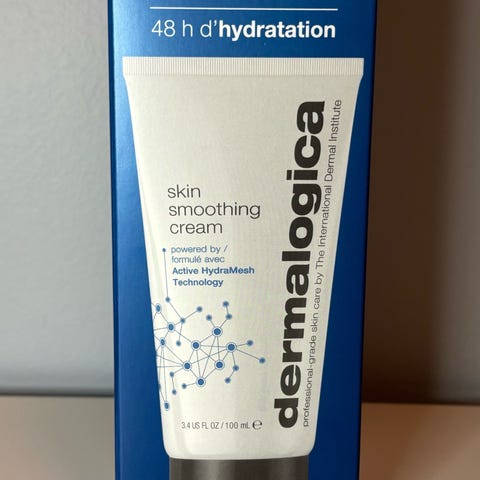 48 h d'hydratation
skin
smoothing
cream
powered by /
formulé avec
Active HydraMesh
Technology
3.4 US FL OZ / 100 mL ℮
dermalogica
professional-grade skin care by The International Dermal Institute